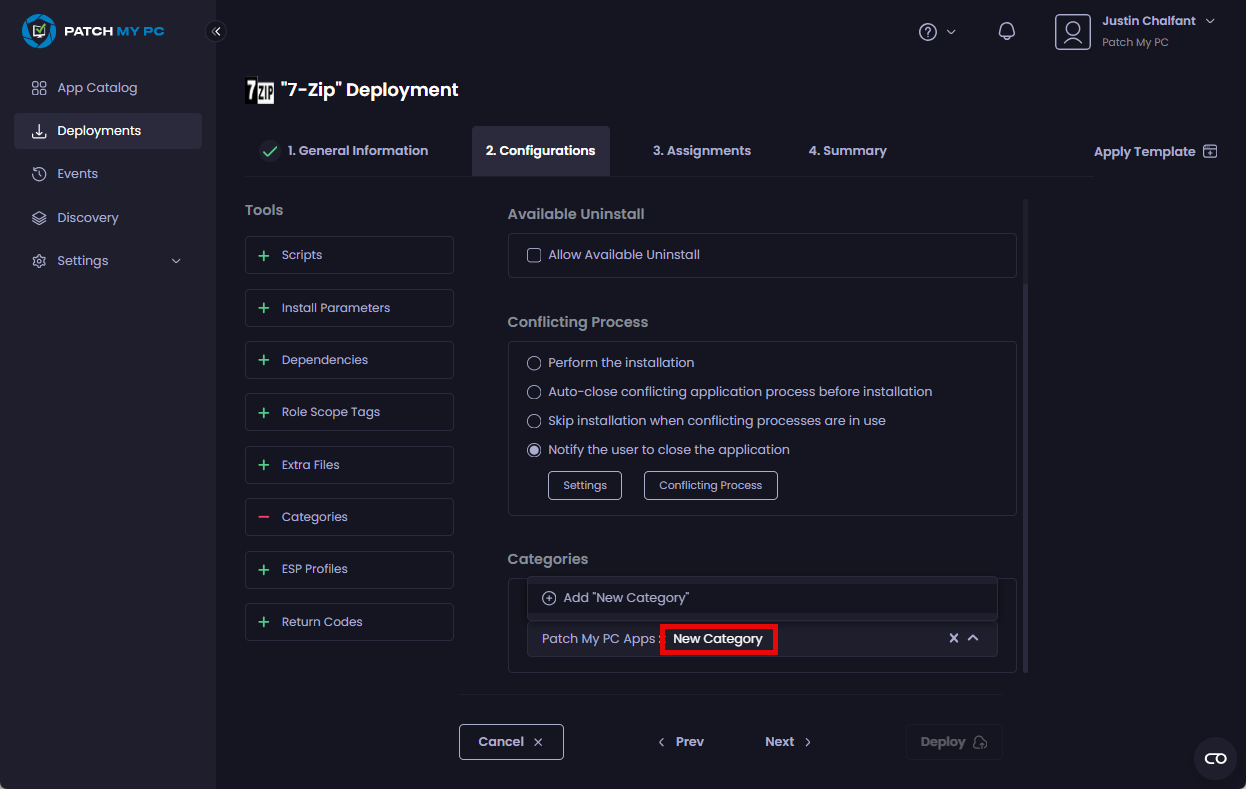 PATCH MY PC
Justin Chalfant
Patch My PC
App Catalog
Deployments
Events
Discovery
Settings
7ZIP "7-Zip" Deployment
1. General Information
2. Configurations
3. Assignments
4. Summary
Apply Template
Tools
Scripts
Install Parameters
Dependencies
Role Scope Tags
Extra Files
Categories
ESP Profiles
Return Codes
Available Uninstall
Allow Available Uninstall
Conflicting Process
Perform the installation
Auto-close conflicting application process before installation
Skip installation when conflicting processes are in use
Notify the user to close the application
Settings
Conflicting Process
Categories
Add "New Category"
Patch My PC Apps New Category
Cancel
Prev
Next
Deploy